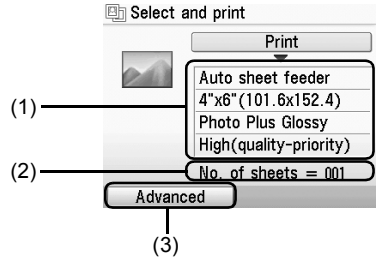 Select and print
Print
Auto sheet feeder
(1)
4"x6"(101.6x152.4)
Photo Plus Glossy
High(quality-priority)
(2)
No. of sheets = 001
Advanced
(3)